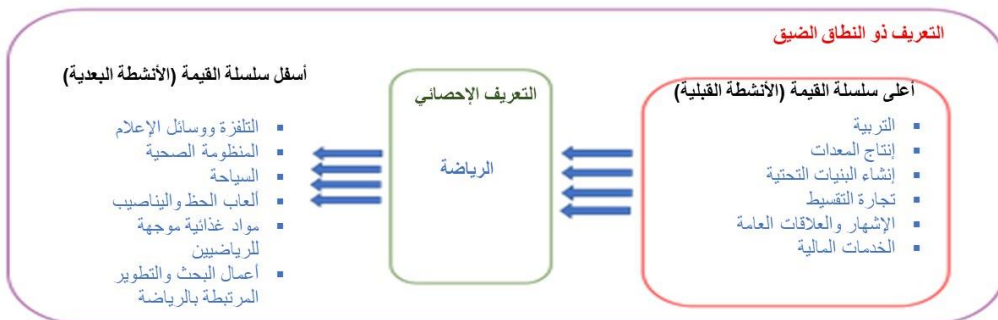 التعريف ذو النطاق الضيق
أعلى سلسلة القيمة (الأنشطة القبلية)
التربية
إنتاج المعدات
إنشاء البنيات التحتية
تجارة التقسيط
الإشهار والعلاقات العامة
الخدمات المالية
التعريف الإحصائي
الرياضة
أسفل سلسلة القيمة (الأنشطة البعدية)
التلفزة ووسائل الإعلام
المنظومة الصحية
السياحة
ألعاب الحظ واليناصيب
مواد غذائية موجهة
للرياضيين
أعمال البحث والتطوير
المرتبطة بالرياضة